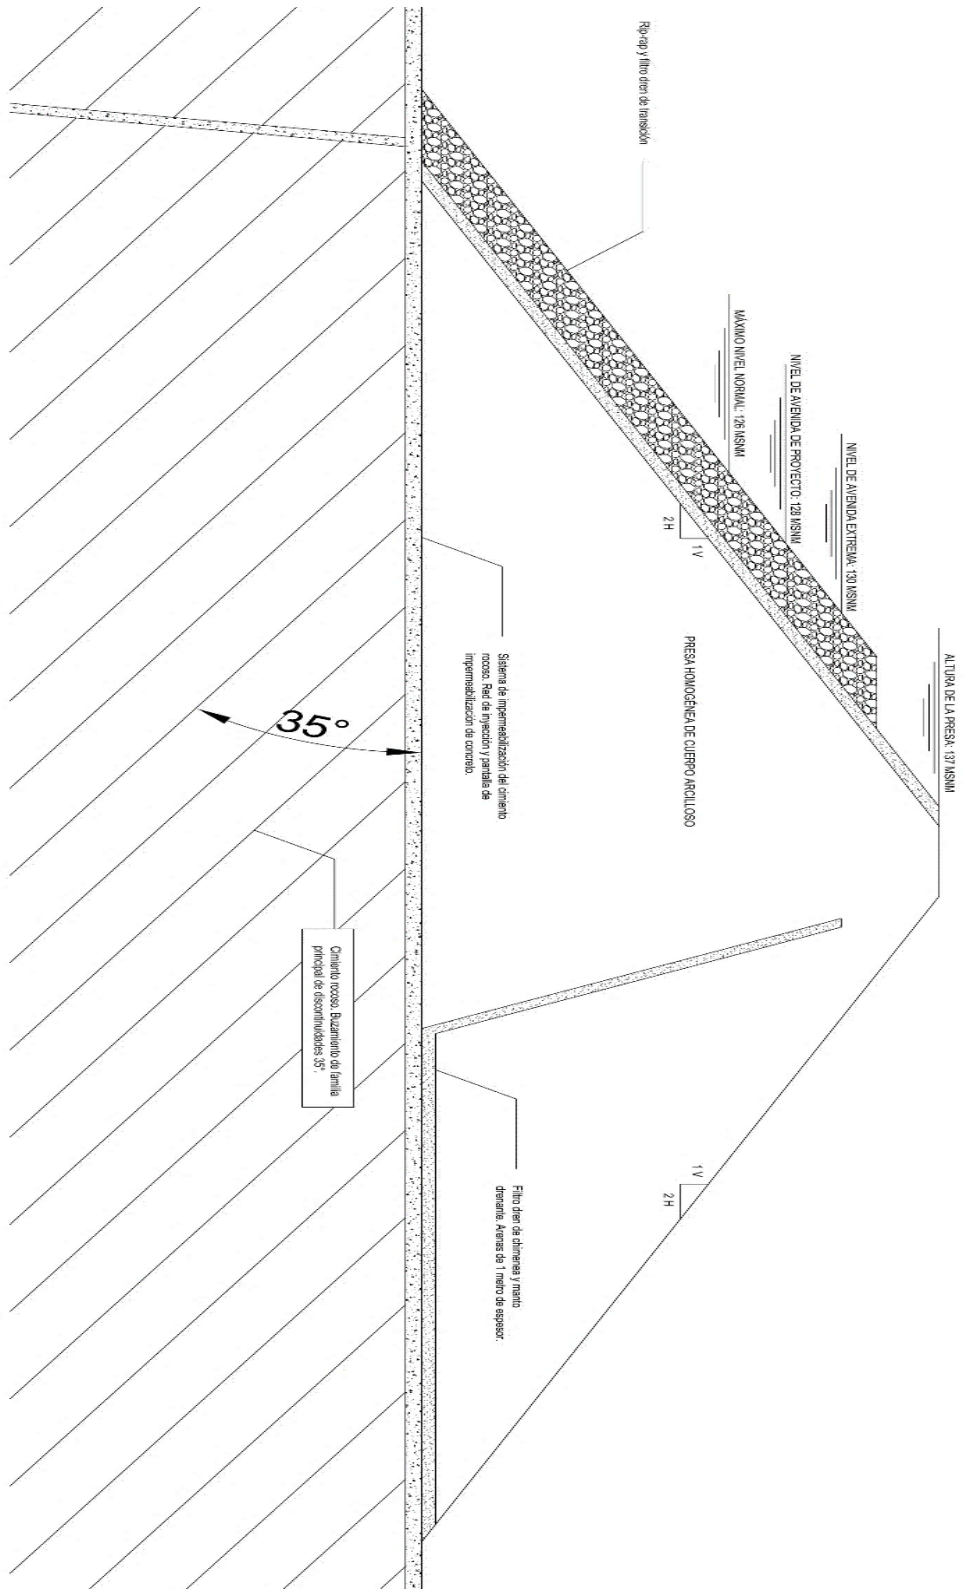 Rip-rap y filtro dren de transición
MÁXIMO NIVEL NORMAL: 126 MSNM
NIVEL DE AVENIDA DE PROYECTO: 128 MSNM
NIVEL DE AVENIDA EXTREMA: 130 MSNM
ALTURA DE LA PRESA: 137 MSNM
1 V
2 H
PRESA HOMOGÉNEA DE CUERPO ARCILLOSO
1 V
2 H
Sistema de impermeabilización del cimiento
rocoso. Red de inyección y pantalla de
impermeabilización de concreto.
Filtro dren de chimenea y manto
drenante. Arenas de 1 metro de espesor.
35°
Cimiento rocoso. Buzamiento de familia
principal de discontinuidades 35°.